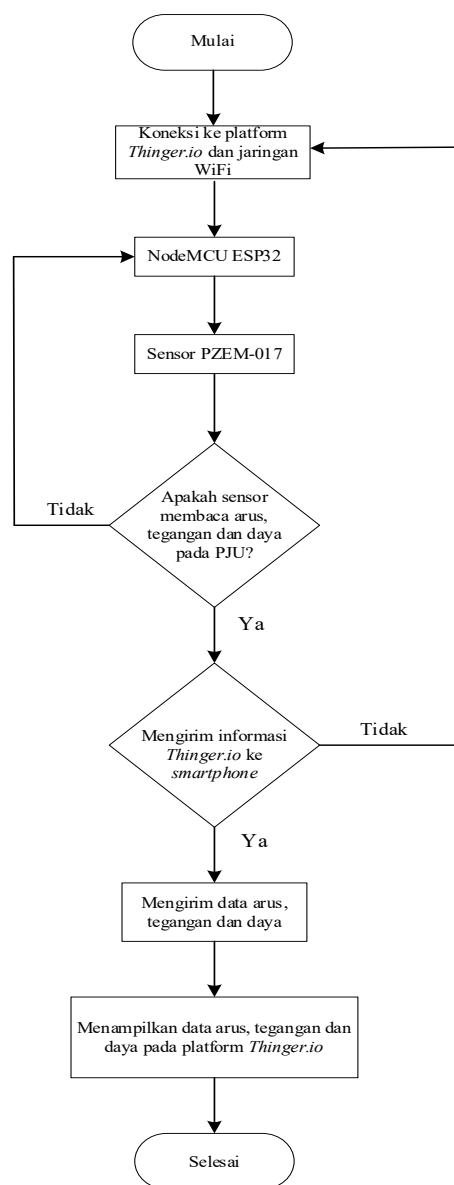 Mulai
Koneksi ke platform
Thinger.io dan jaringan
WiFi
NodeMCU ESP32
Sensor PZEM-017
Apakah sensor
membaca arus,
tegangan dan daya
pada PJU?
Tidak
Ya
Mengirim informasi
Thinger.io ke
smartphone
Tidak
Ya
Mengirim data arus,
tegangan dan daya
Menampilkan data arus, tegangan dan
daya pada platform Thinger.io
Selesai